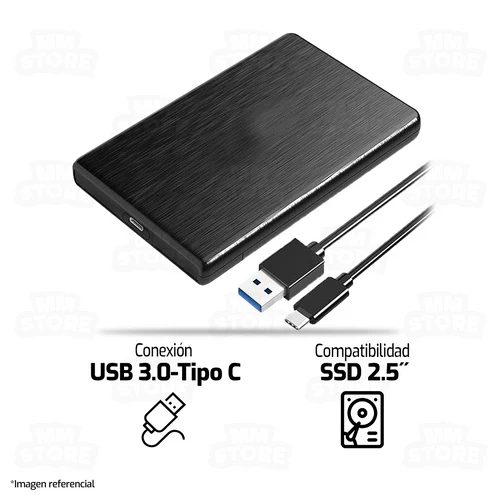 Conexión
USB 3.0-Tipo C
Compatibilidad
SSD 2.5´´
*Imagen referencial